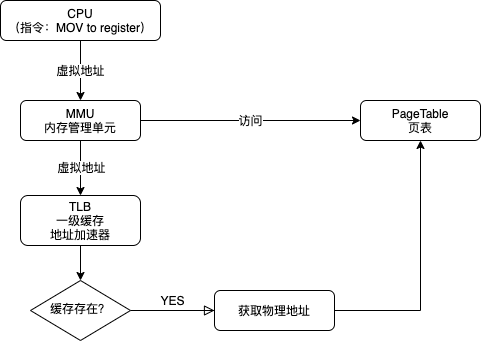 CPU
（指令：MOV to register）
虚拟地址
MMU
内存管理单元
访问
PageTable
页表
虚拟地址
TLB
一级缓存
地址加速器
缓存存在?
YES
获取物理地址